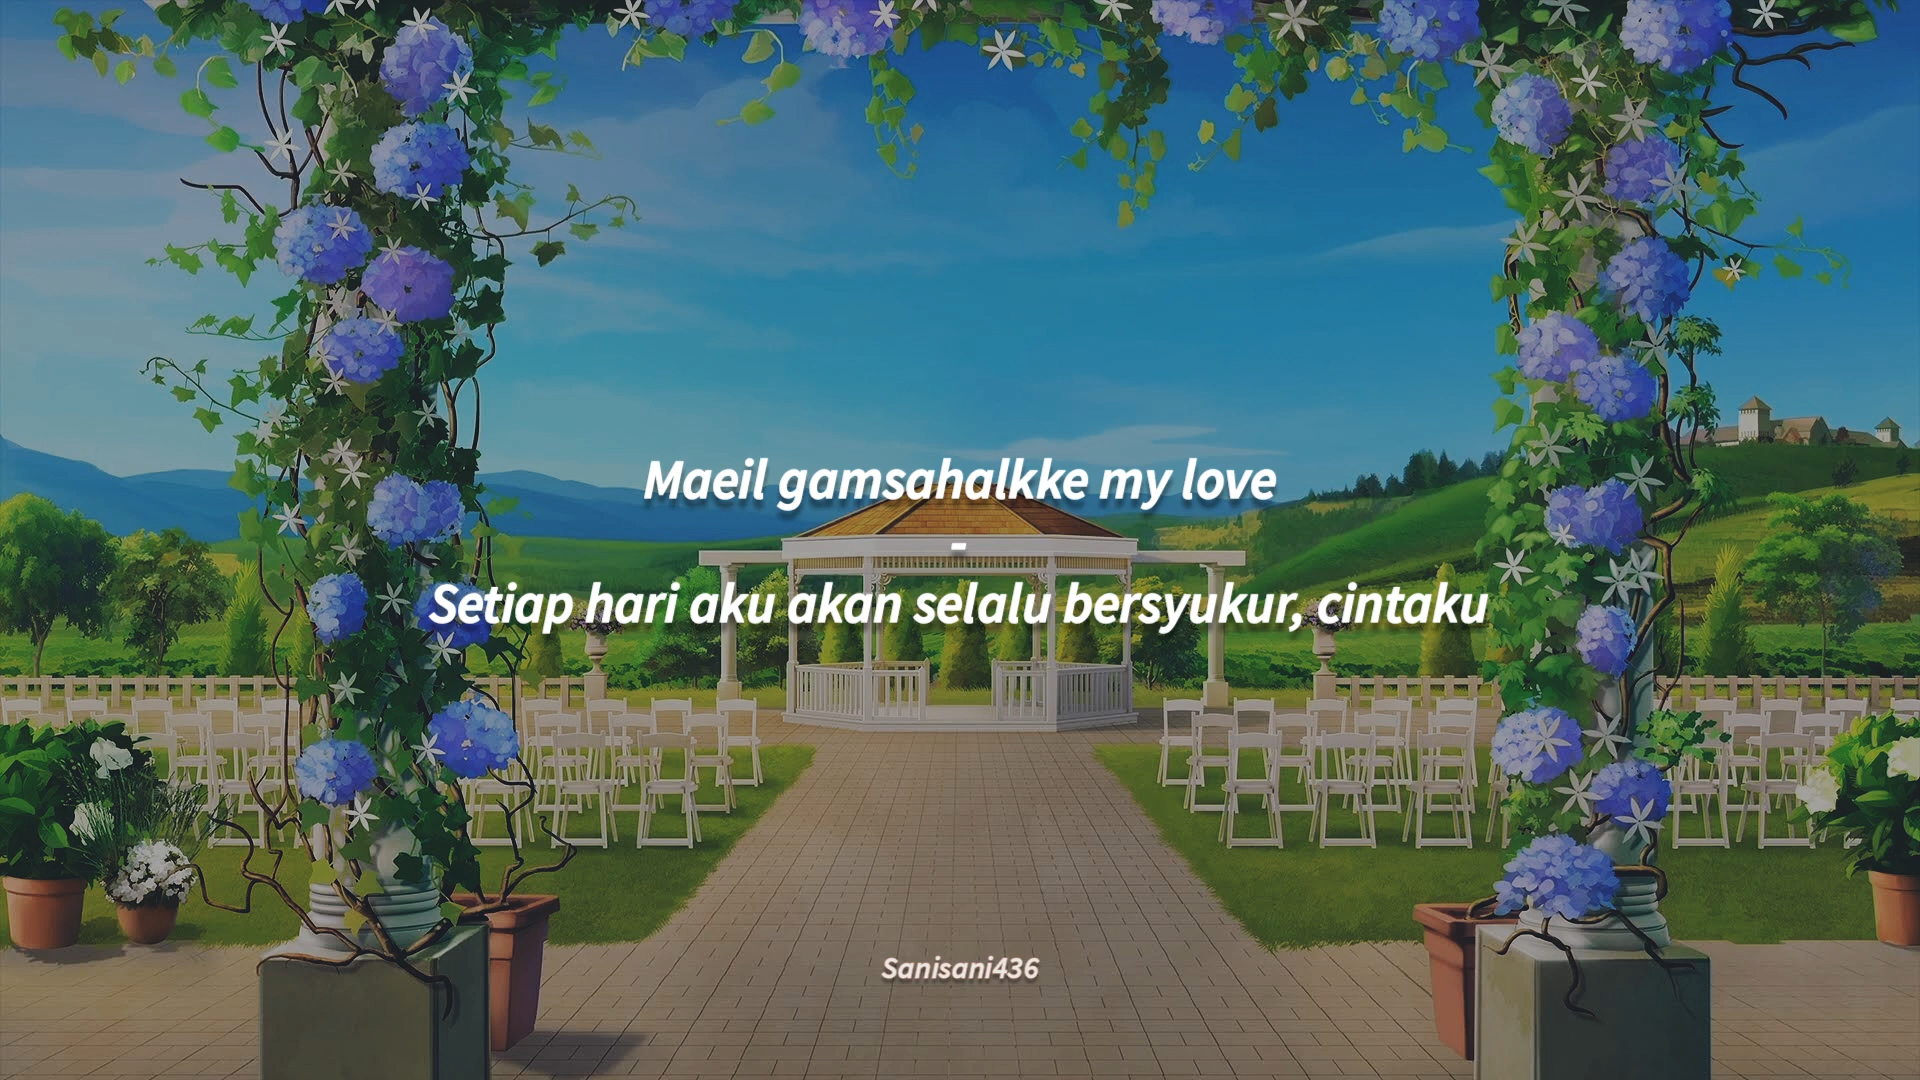 Maeil gamsahalkke my love
-
Setiap hari aku akan selalu bersyukur, cintaku
Sanisani436